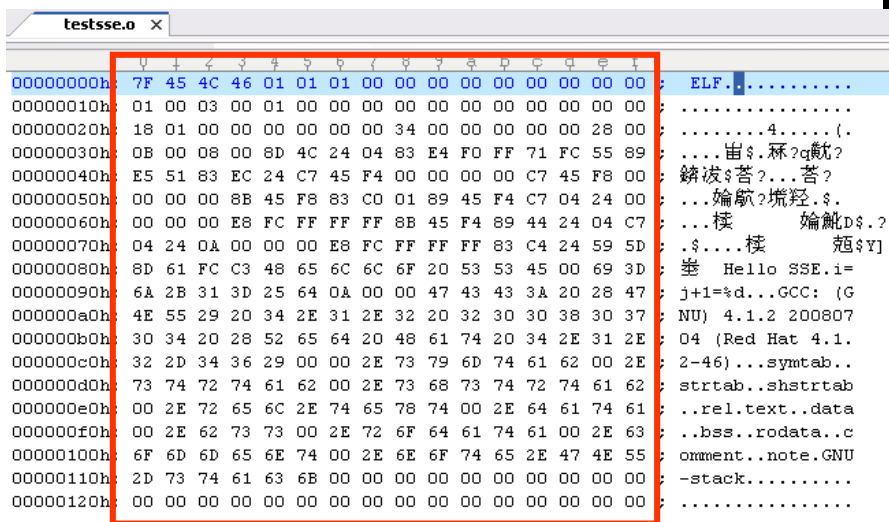 testsse.o ×
0 1 2 3 4 5 6 7 8 9 a b c d e f
00000000h: 7F 45 4C 46 01 01 01 00 00 00 00 00 00 00 00 00 ; ELF............
00000010h: 01 00 03 00 01 00 00 00 00 00 00 00 00 00 00 00 ; ................
00000020h: 18 01 00 00 00 00 00 00 34 00 00 00 00 00 28 00 ; ........4.....(.
00000030h: 0B 00 08 00 8D 4C 24 04 83 E4 F0 FF 71 FC 55 89 ; ....峀$.冧?q黆?
00000040h: E5 51 83 EC 24 C7 45 F4 00 00 00 00 C7 45 F8 00 ; $荅?...荅?
00000050h: 00 00 00 8B 45 F8 83 C0 01 89 45 F4 C7 04 24 00 ; ...婨 .$.
00000060h: 00 00 00 E8 FC FF FF FF 8B 45 F4 89 44 24 04 C7 ; ... D$.?
00000070h: 04 24 0A 00 00 00 E8 FC FF FF FF 83 C4 24 59 5D ; .$.... $Y]
00000080h: 8D 61 FC C3 48 65 6C 6C 6F 20 53 53 45 00 69 3D ; Hello SSE.i=
00000090h: 6A 2B 31 3D 25 64 0A 00 00 47 43 43 3A 20 28 47 ; j+1=%d...GCC: (G
000000a0h: 4E 55 29 20 34 2E 31 2E 32 20 32 30 30 38 30 37 ; NU) 4.1.2 200807
000000b0h: 30 34 20 28 52 65 64 20 48 61 74 20 34 2E 31 2E ; 04 (Red Hat 4.1.
000000c0h: 32 2D 34 36 29 00 00 2E 73 79 6D 74 61 62 00 2E ; 2-46)...symtab..
000000d0h: 73 74 72 74 61 62 00 2E 73 68 73 74 72 74 61 62 ; strtab..shstrtab
000000e0h: 00 2E 72 65 6C 2E 74 65 78 74 00 2E 64 61 74 61 ; ..rel.text..data
000000f0h: 00 2E 62 73 73 00 2E 72 6F 64 61 74 61 00 2E 63 ; ..bss..rodata..c
00000100h: 6F 6D 6D 65 6E 74 00 2E 6E 6F 74 65 2E 47 4E 55 ; omment..note.GNU
00000110h: 2D 73 74 61 63 6B 00 00 00 00 00 00 00 00 00 00 ; -stack..........
00000120h: 00 00 00 00 00 00 00 00 00 00 00 00 00 00 00 00 ; ................